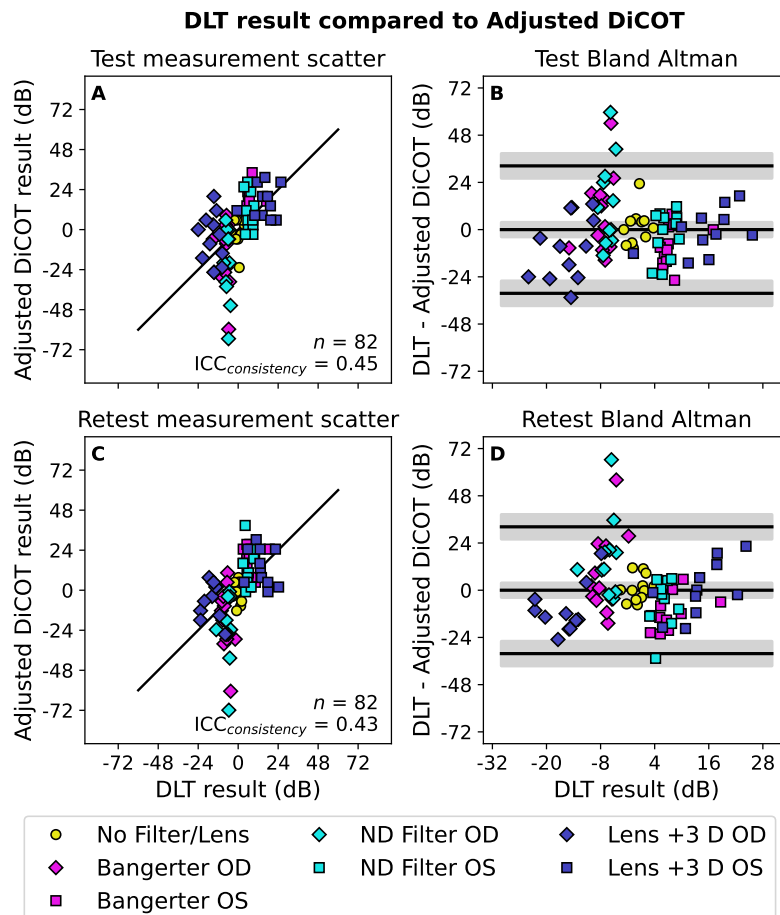 DLT result compared to Adjusted DiCOT
Test measurement scatter
Test Bland Altman
A
B
Adjusted DiCOT result (dB)
72
48
24
0
-24
-48
-72
n = 82
ICCconsistency = 0.45
DLT - Adjusted DiCOT (dB)
72
48
24
0
-24
-48
-72
Retest measurement scatter
Retest Bland Altman
C
D
Adjusted DiCOT result (dB)
72
48
24
0
-24
-48
-72
n = 82
ICCconsistency = 0.43
-72 -48 -24 0 24 48 72
DLT result (dB)
DLT - Adjusted DiCOT (dB)
72
48
24
0
-24
-48
-72
-32 -20 -8 4 16 28
DLT result (dB)
No Filter/Lens
Bangerter OD
Bangerter OS
ND Filter OD
ND Filter OS
Lens +3 D OD
Lens +3 D OS